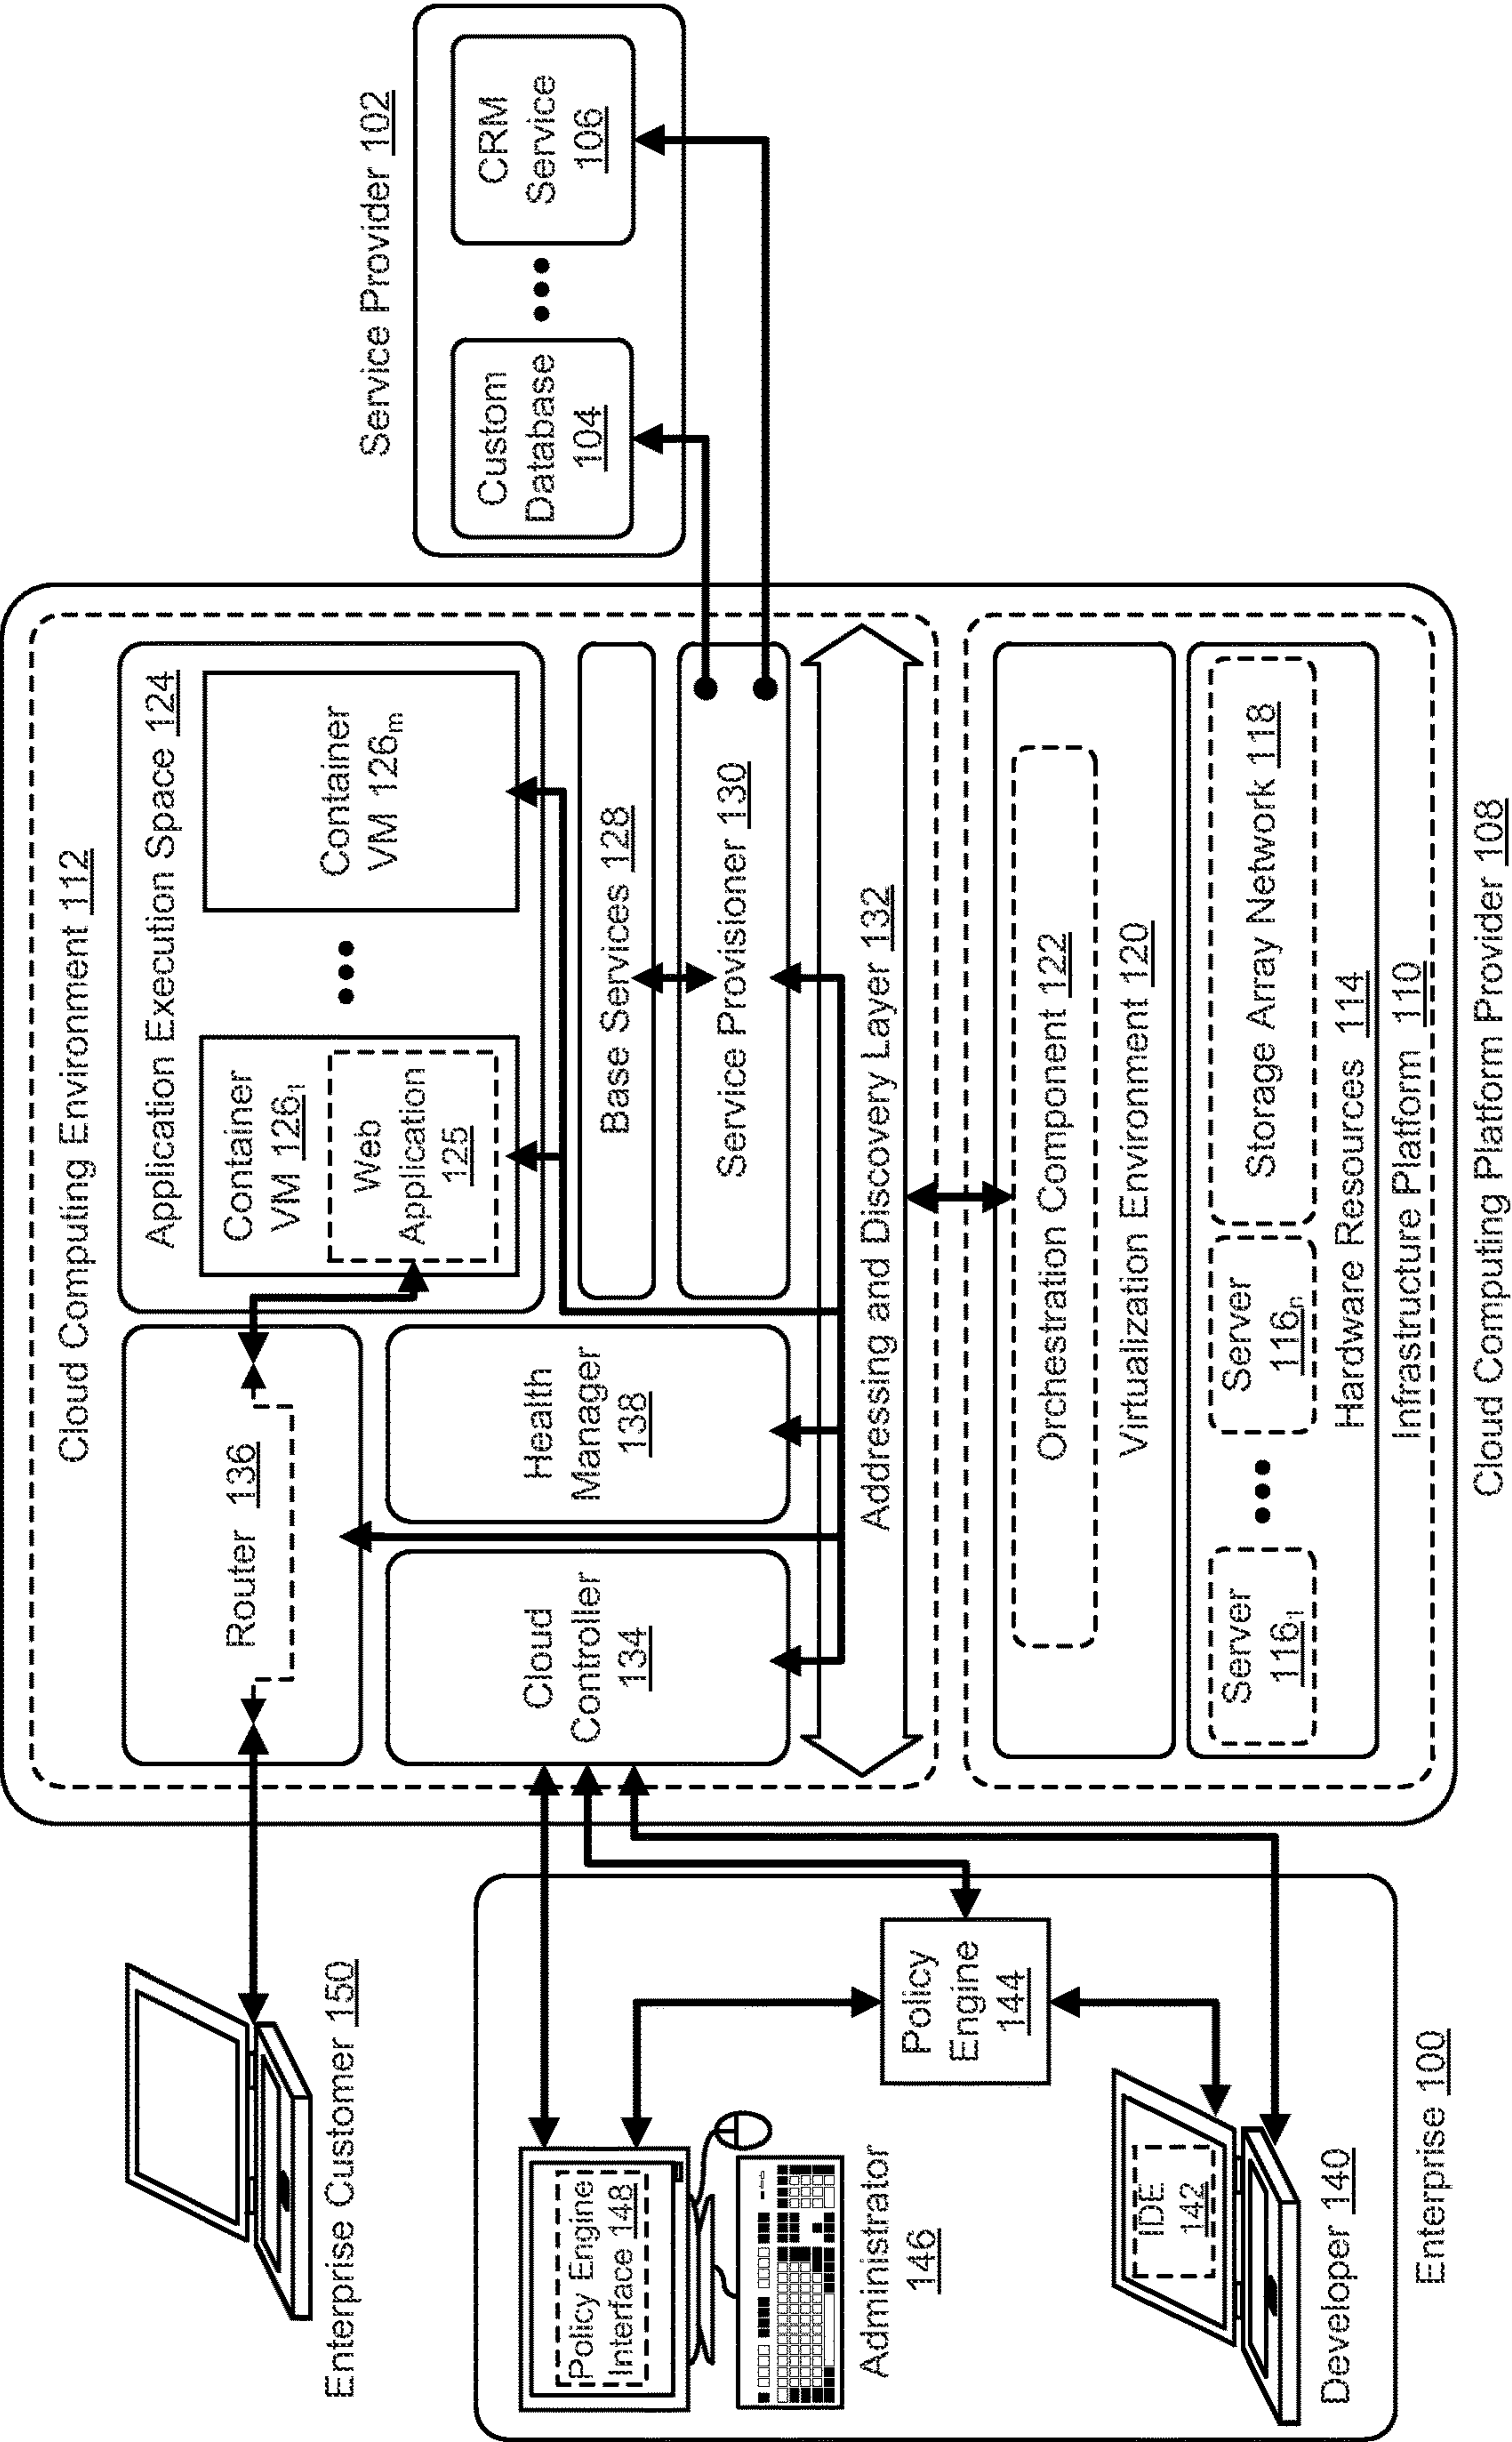 Enterprise Customer 150
Policy Engine
Interface 148
Administrator
146
Policy
Engine
144
IDE
142
Developer 140
Enterprise 100
Cloud Computing Environment 112
Router 136
Cloud
Controller
134
Health
Manager
138
Application Execution Space 124
Container
VM 126₁
Web
Application
125
•••
Container
VM 126ₘ
Base Services 128
Service Provisioner 130
Addressing and Discovery Layer 132
Orchestration Component 122
Virtualization Environment 120
Server
116₁
•••
Server
116ₙ
Storage Array Network 118
Hardware Resources 114
Infrastructure Platform 110
Cloud Computing Platform Provider 108
Service Provider 102
Custom
Database
104
•••
CRM
Service
106